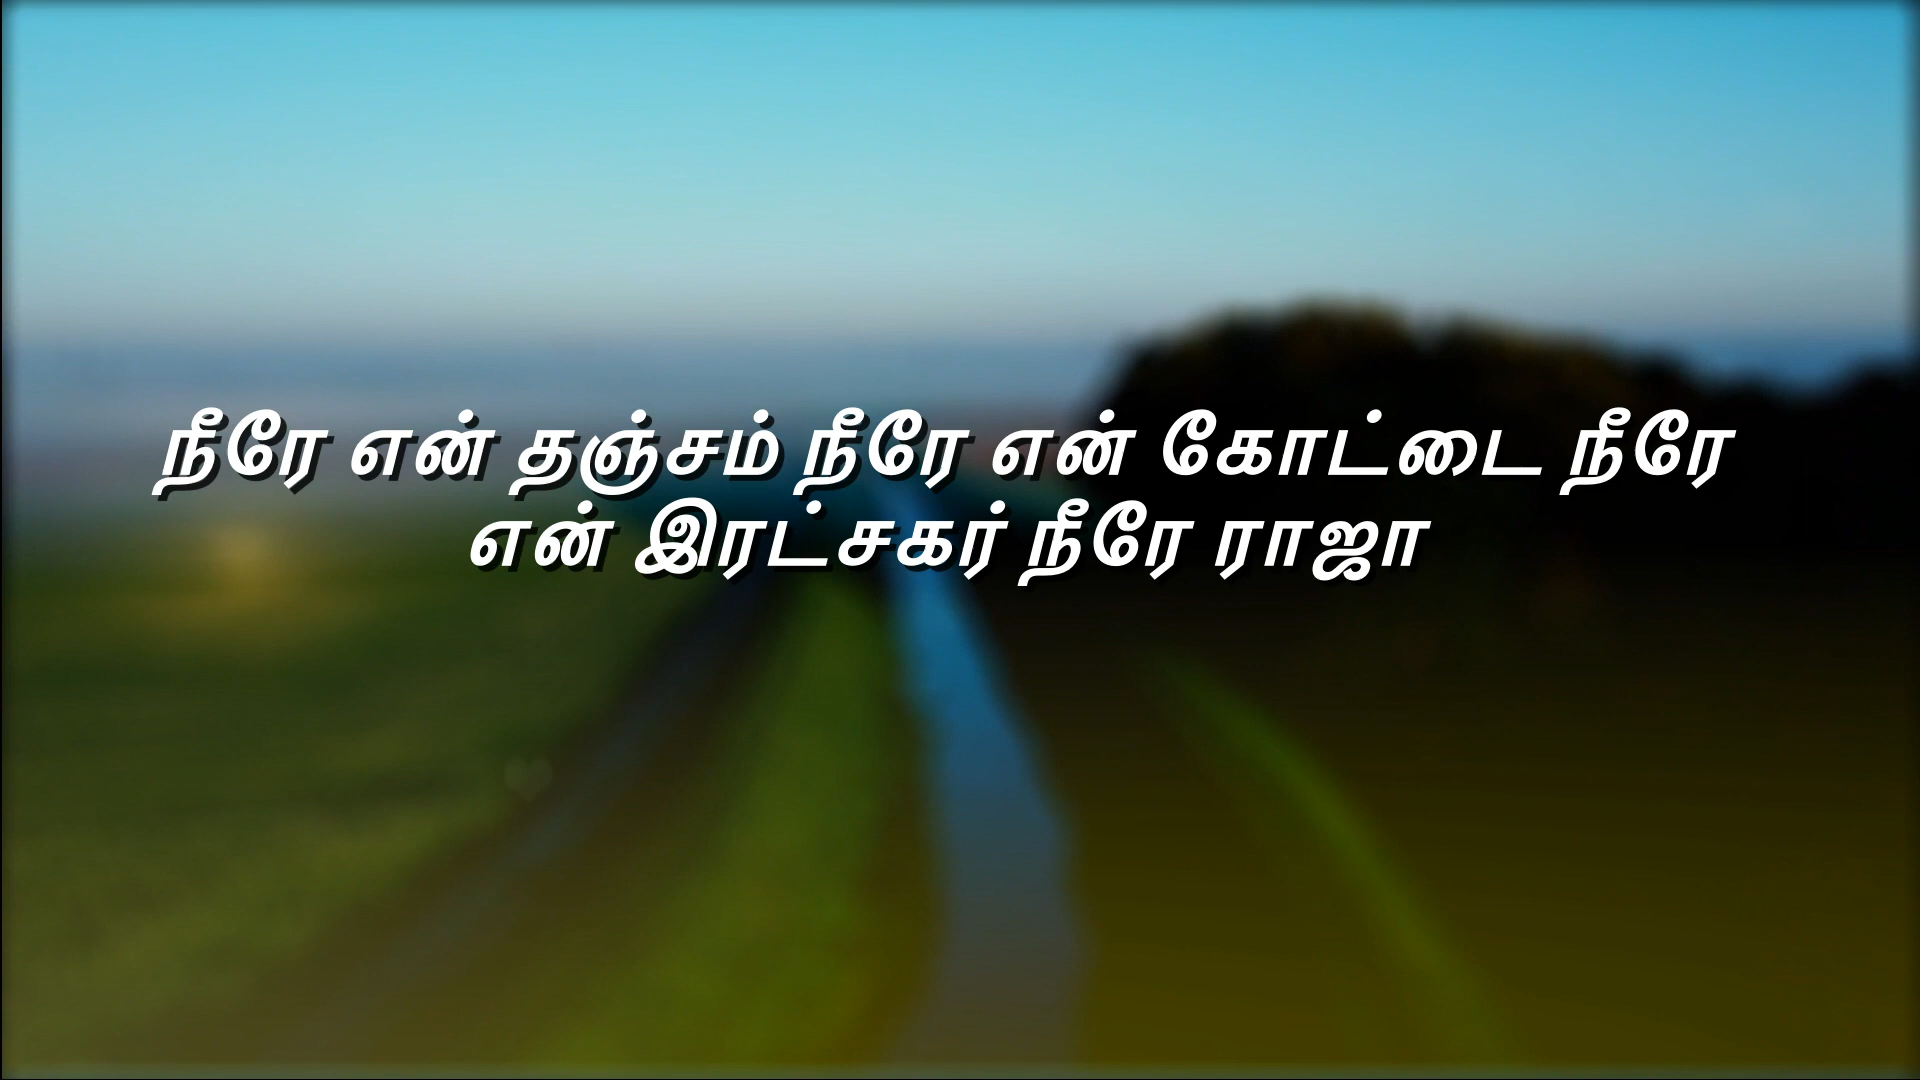 நீரே என் தஞ்சம் நீரே என் கோட்டை நீரே
என் இரட்சகர் நீரே ராஜா